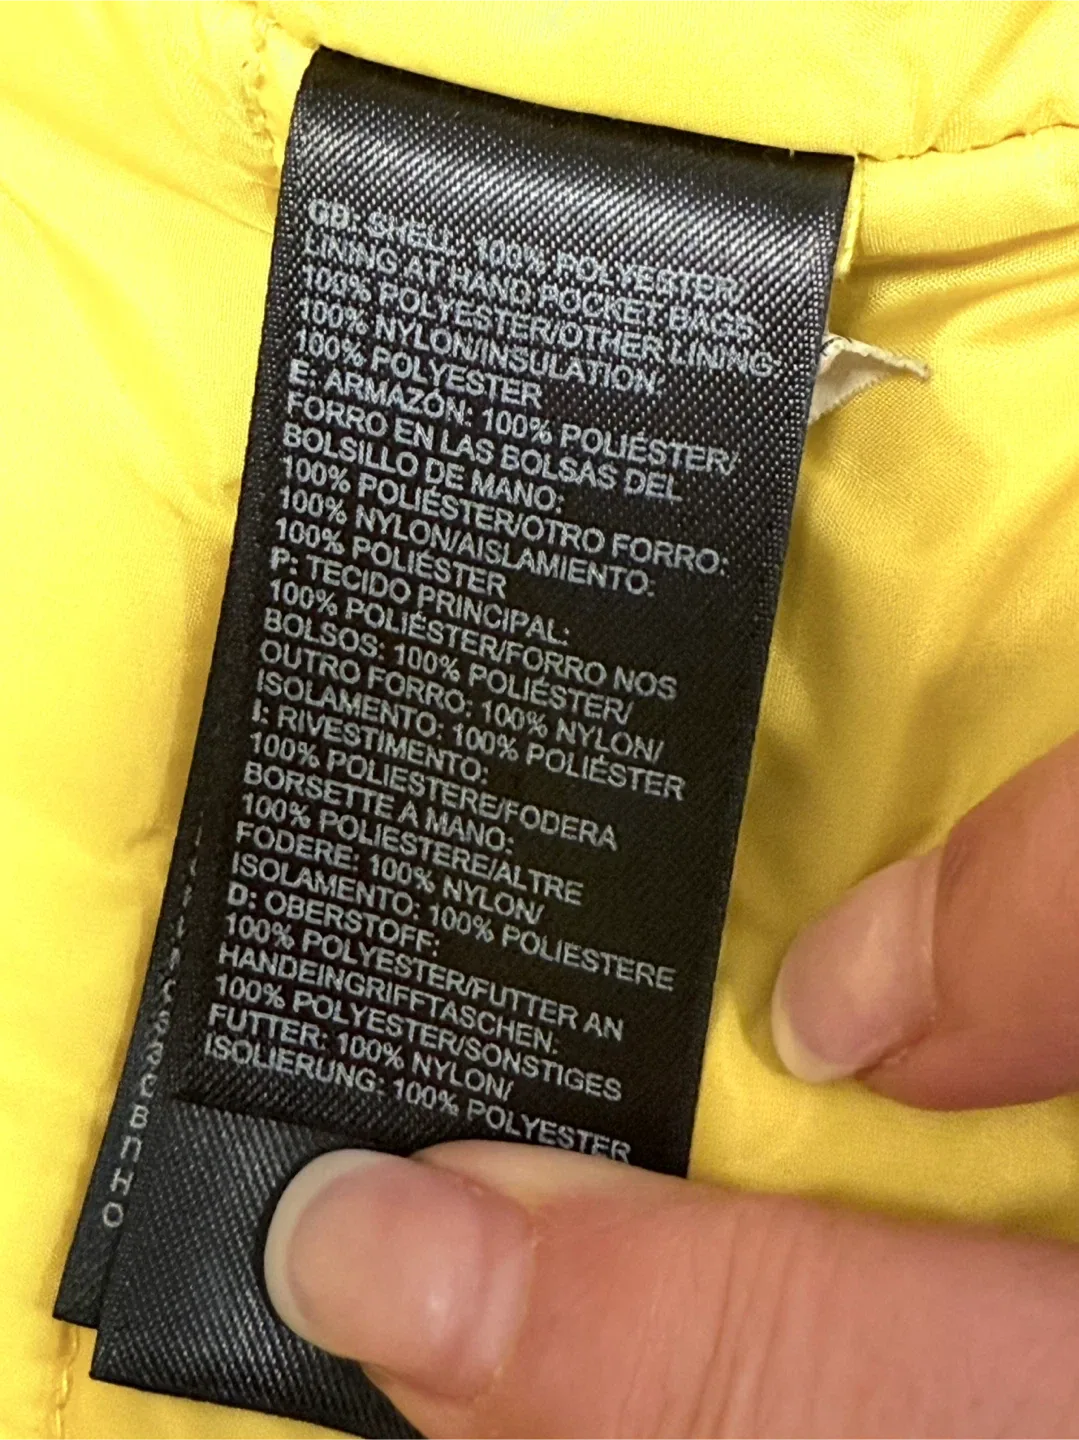 GB: SHELL: 100% POLYESTER/
LINING AT HAND POCKET BAGS:
100% POLYESTER/OTHER LINING:
100% NYLON/INSULATION:
100% POLYESTER
E: ARMAZÓN: 100% POLIÉSTER/
FORRO EN LAS BOLSAS DEL
BOLSILLO DE MANO:
100% POLIÉSTER/OTRO FORRO:
100% NYLON/AISLAMIENTO:
100% POLIÉSTER
P: TECIDO PRINCIPAL:
100% POLIÉSTER/FORRO NOS
BOLSOS: 100% POLIÉSTER/
OUTRO FORRO: 100% NYLON/
ISOLAMENTO: 100% POLIÉSTER
I: RIVESTIMENTO:
100% POLIESTERE/FODERA
BORSETTE A MANO:
100% POLIESTERE/ALTRE
FODERE: 100% NYLON/
ISOLAMENTO: 100% POLIESTERE
D: OBERSTOFF:
100% POLYESTER/FUTTER AN
HANDEINGRIFFTASCHEN:
100% POLYESTER/SONSTIGES
FUTTER: 100% NYLON/
ISOLIERUNG: 100% POLYESTER